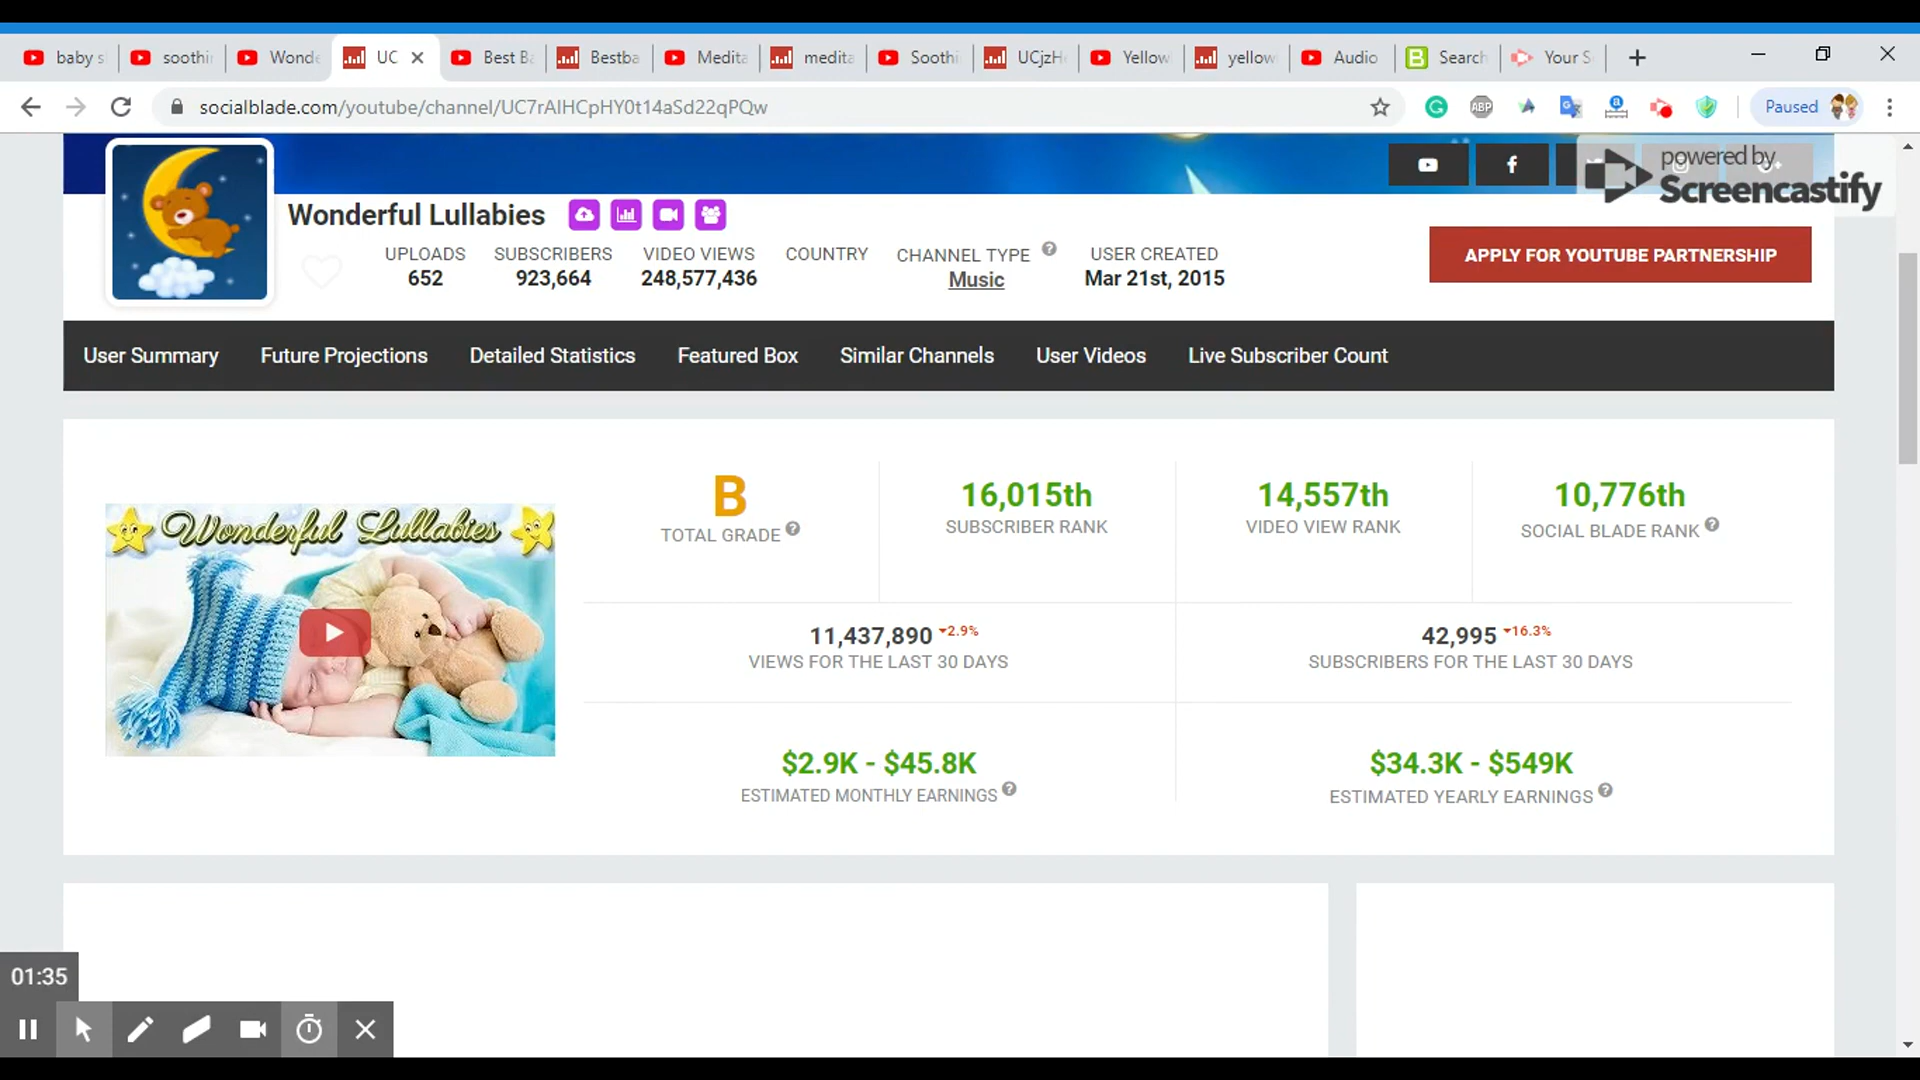 baby s
soothi
Wonde
UC
Best Ba
Bestba
Medita
medita
Soothi
UCjzH
Yellow
yellow
Audio
Search
Your S
socialblade.com/youtube/channel/UC7rAlHCpHY0t14aSd22qPQw
ABP
Paused
powered by
Screencastify
Wonderful Lullabies
UPLOADS
652
SUBSCRIBERS
923,664
VIDEO VIEWS
248,577,436
COUNTRY
CHANNEL TYPE
Music
USER CREATED
Mar 21st, 2015
APPLY FOR YOUTUBE PARTNERSHIP
User Summary
Future Projections
Detailed Statistics
Featured Box
Similar Channels
User Videos
Live Subscriber Count
Wonderful Lullabies
B
TOTAL GRADE
16,015th
SUBSCRIBER RANK
14,557th
VIDEO VIEW RANK
10,776th
SOCIAL BLADE RANK
11,437,890 2.9%
VIEWS FOR THE LAST 30 DAYS
42,995 16.3%
SUBSCRIBERS FOR THE LAST 30 DAYS
$2.9K - $45.8K
ESTIMATED MONTHLY EARNINGS
$34.3K - $549K
ESTIMATED YEARLY EARNINGS
01:35